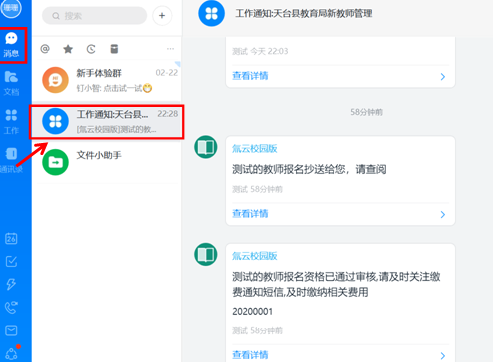 珊珊
消息
文档
工作
通讯录
26
搜索
新手体验群 02-22
钉小智: 点击试一试
工作通知:天台县... 22:28
[氚云校园版]测试的教...
文件小助手
工作通知:天台县教育局新教师管理
测试 今天 22:03
查看详情
58分钟前
氚云校园版
测试的教师报名抄送给您，请查阅
测试 58分钟前
查看详情
氚云校园版
测试的教师报名资格已通过审核,请及时关注缴
费通知短信,及时缴纳相关费用
20200001
测试 58分钟前
查看详情